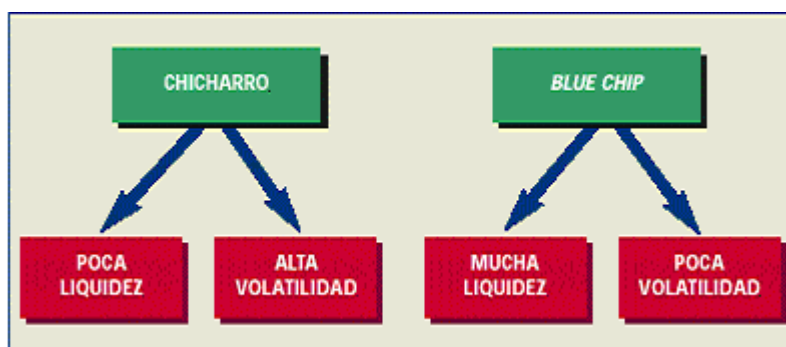 CHICHARRO
BLUE CHIP
POCA
LIQUIDEZ
ALTA
VOLATILIDAD
MUCHA
LIQUIDEZ
POCA
VOLATILIDAD